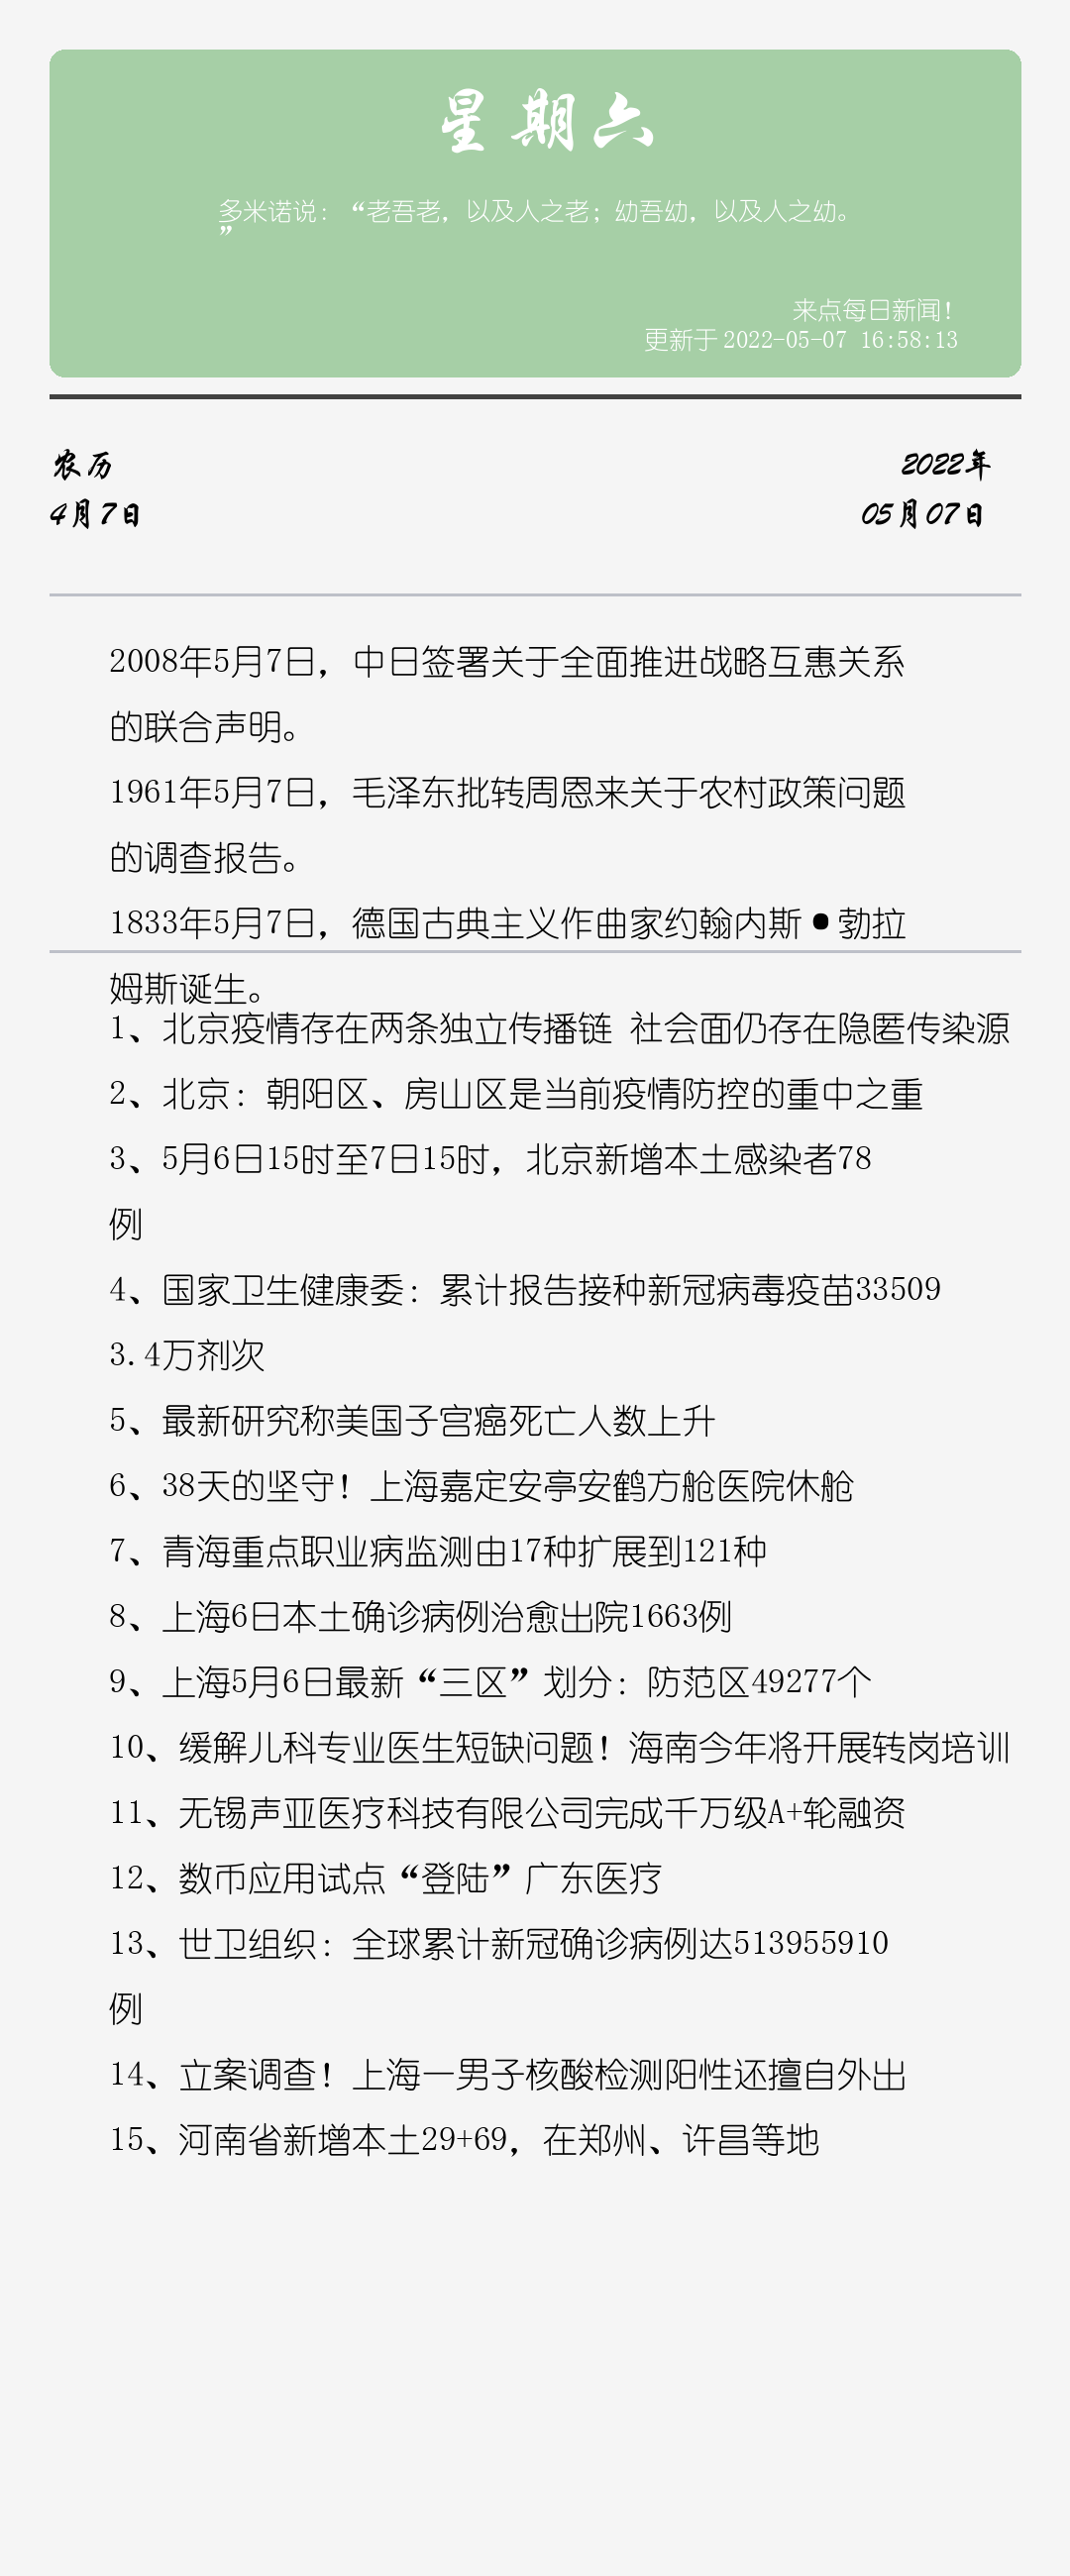 星期六
多米诺说：“老吾老，以及人之老；幼吾幼，以及人之幼。
”
来点每日新闻！
更新于2022-05-07 16:58:13
农历
2022年
4月7日
05月07日
2008年5月7日，中日签署关于全面推进战略互惠关系
的联合声明。
1961年5月7日，毛泽东批转周恩来关于农村政策问题
的调查报告。
1833年5月7日，德国古典主义作曲家约翰内斯•勃拉
姆斯诞生。
1、北京疫情存在两条独立传播链 社会面仍存在隐匿传染源
2、北京：朝阳区、房山区是当前疫情防控的重中之重
3、5月6日15时至7日15时，北京新增本土感染者78
例
4、国家卫生健康委：累计报告接种新冠病毒疫苗33509
3.4万剂次
5、最新研究称美国子宫癌死亡人数上升
6、38天的坚守！上海嘉定安亭安鹤方舱医院休舱
7、青海重点职业病监测由17种扩展到121种
8、上海6日本土确诊病例治愈出院1663例
9、上海5月6日最新“三区”划分：防范区49277个
10、缓解儿科专业医生短缺问题！海南今年将开展转岗培训
11、无锡声亚医疗科技有限公司完成千万级A+轮融资
12、数币应用试点“登陆”广东医疗
13、世卫组织：全球累计新冠确诊病例达513955910
例
14、立案调查！上海一男子核酸检测阳性还擅自外出
15、河南省新增本土29+69，在郑州、许昌等地